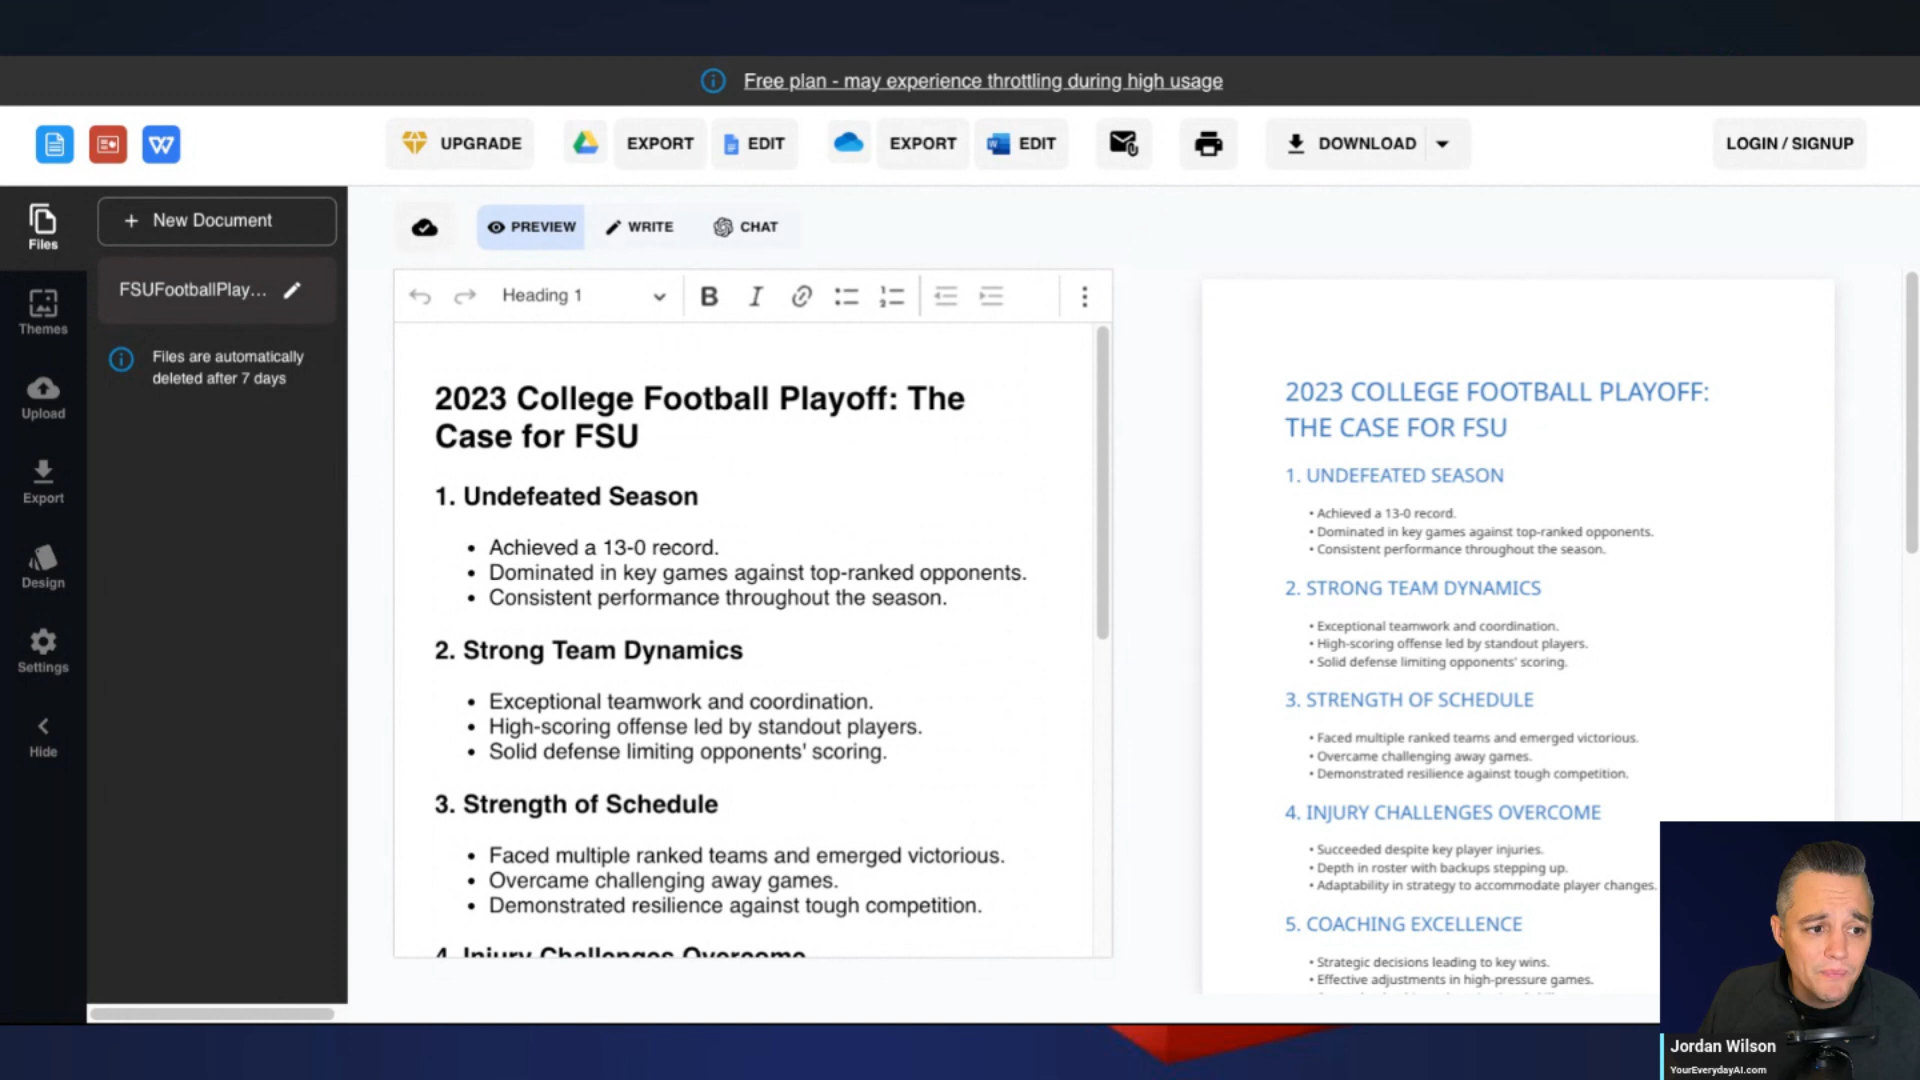 Free plan - may experience throttling during high usage
UPGRADE
EXPORT
EDIT
EXPORT
EDIT
DOWNLOAD
LOGIN / SIGNUP
Files
Themes
Upload
Export
Design
Settings
Hide
+ New Document
FSUFootballPlay...
Files are automatically
deleted after 7 days
PREVIEW
WRITE
CHAT
Heading 1
B
I
2023 College Football Playoff: The
Case for FSU
1. Undefeated Season
• Achieved a 13-0 record.
• Dominated in key games against top-ranked opponents.
• Consistent performance throughout the season.
2. Strong Team Dynamics
• Exceptional teamwork and coordination.
• High-scoring offense led by standout players.
• Solid defense limiting opponents' scoring.
3. Strength of Schedule
• Faced multiple ranked teams and emerged victorious.
• Overcame challenging away games.
• Demonstrated resilience against tough competition.
4. Injury Challenges Overcome
2023 COLLEGE FOOTBALL PLAYOFF:
THE CASE FOR FSU
1. UNDEFEATED SEASON
• Achieved a 13-0 record.
• Dominated in key games against top-ranked opponents.
• Consistent performance throughout the season.
2. STRONG TEAM DYNAMICS
• Exceptional teamwork and coordination.
• High-scoring offense led by standout players.
• Solid defense limiting opponents' scoring.
3. STRENGTH OF SCHEDULE
• Faced multiple ranked teams and emerged victorious.
• Overcame challenging away games.
• Demonstrated resilience against tough competition.
4. INJURY CHALLENGES OVERCOME
• Succeeded despite key player injuries.
• Depth in roster with backups stepping up.
• Adaptability in strategy to accommodate player changes.
5. COACHING EXCELLENCE
• Strategic decisions leading to key wins.
• Effective adjustments in high-pressure games.
Jordan Wilson
YourEverydayAI.com